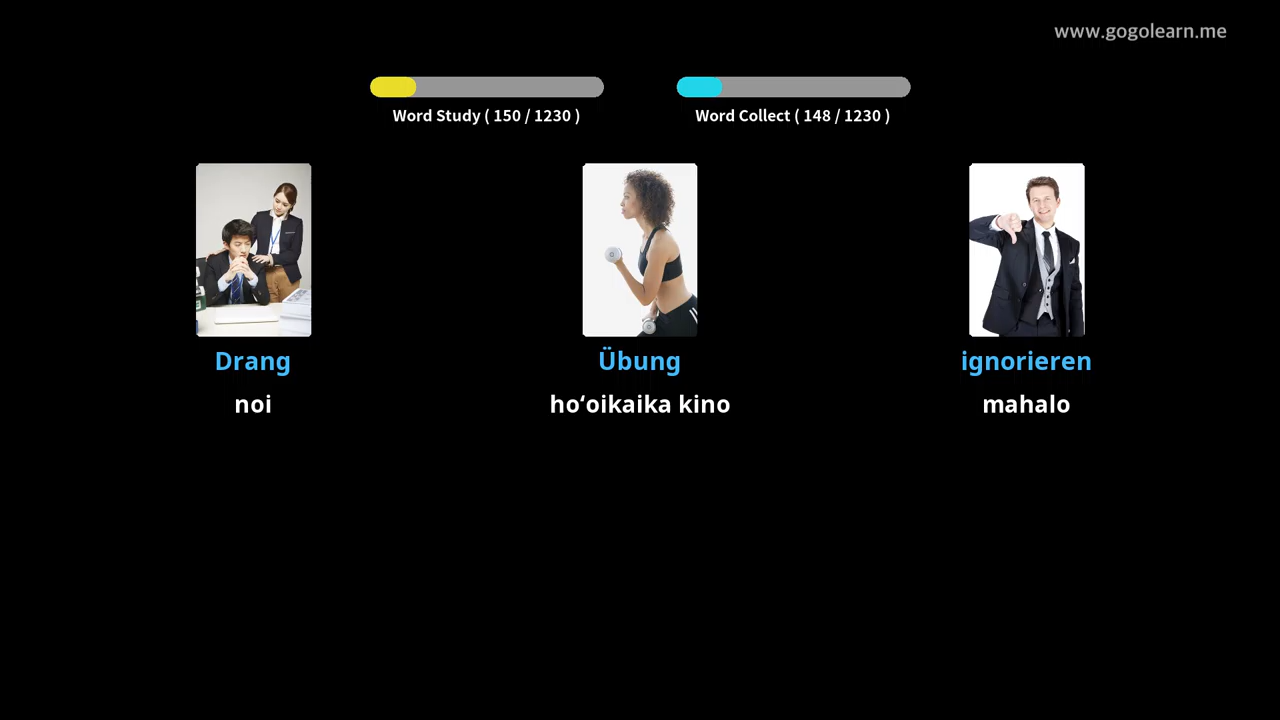 www.gogolearn.me
Word Study ( 150 / 1230 )
Word Collect ( 148 / 1230 )
Drang
Übung
ignorieren
noi
hoʻoikaika kino
mahalo